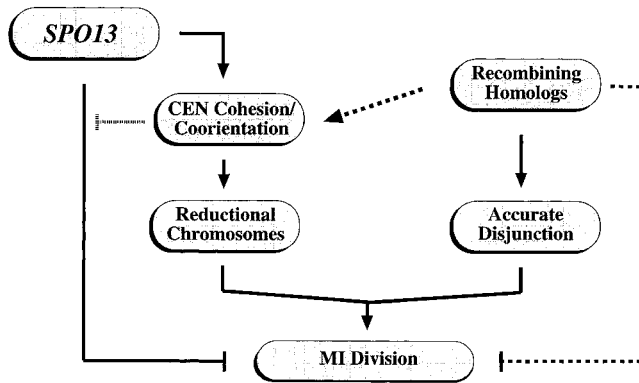 SPO13
CEN Cohesion/
Coorientation
Recombining
Homologs
Reductional
Chromosomes
Accurate
Disjunction
MI Division